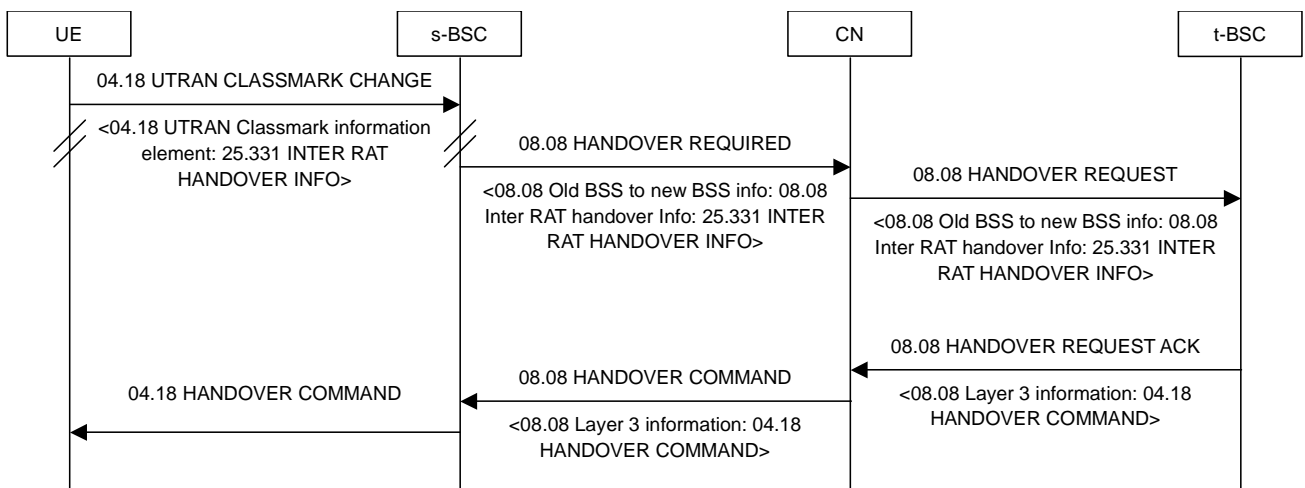 UE
s-BSC
CN
t-BSC
04.18 UTRAN CLASSMARK CHANGE
<04.18 UTRAN Classmark information
element: 25.331 INTER RAT
HANDOVER INFO>
08.08 HANDOVER REQUIRED
<08.08 Old BSS to new BSS info: 08.08
Inter RAT handover Info: 25.331 INTER
RAT HANDOVER INFO>
08.08 HANDOVER REQUEST
<08.08 Old BSS to new BSS info: 08.08
Inter RAT handover Info: 25.331 INTER
RAT HANDOVER INFO>
08.08 HANDOVER REQUEST ACK
<08.08 Layer 3 information: 04.18
HANDOVER COMMAND>
08.08 HANDOVER COMMAND
<08.08 Layer 3 information: 04.18
HANDOVER COMMAND>
04.18 HANDOVER COMMAND